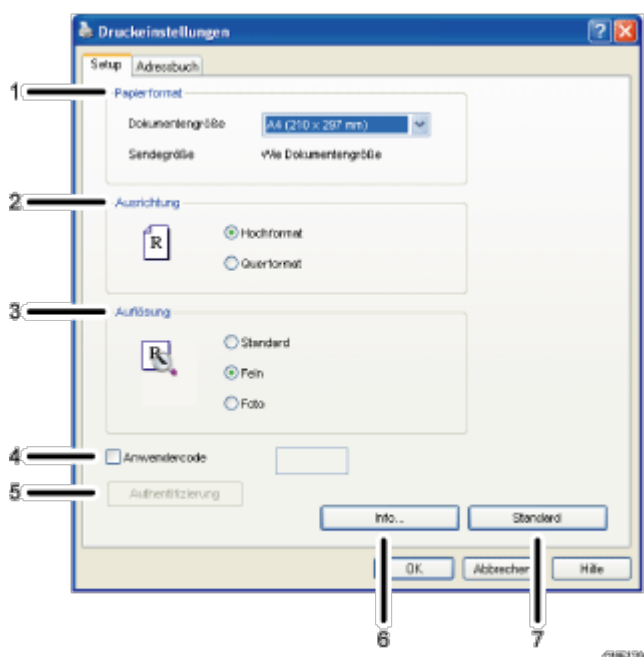 Druckeinstellungen
Setup Adressbuch
1 Papierformat
Dokumentengröße A4 (210 x 297 mm)
Sendegröße Wie Dokumentengröße
2 Ausrichtung
R Hochformat
Querformat
3 Auflösung
R Standard
Fein
Foto
4 Anwendercode
5 Authentifizierung
Info... Standard
OK Abbrechen Hilfe
6 7